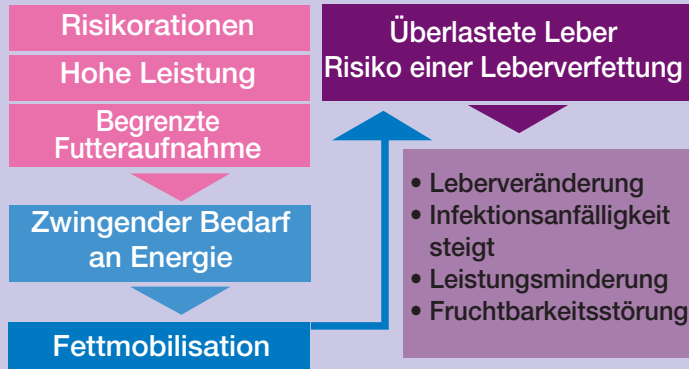 Risikorationen
Hohe Leistung
Begrenzte
Futteraufnahme
Zwingender Bedarf
an Energie
Fettmobilisation
Überlastete Leber
Risiko einer Leberverfettung
• Leberveränderung
• Infektionsanfälligkeit
steigt
• Leistungsminderung
• Fruchtbarkeitsstörung